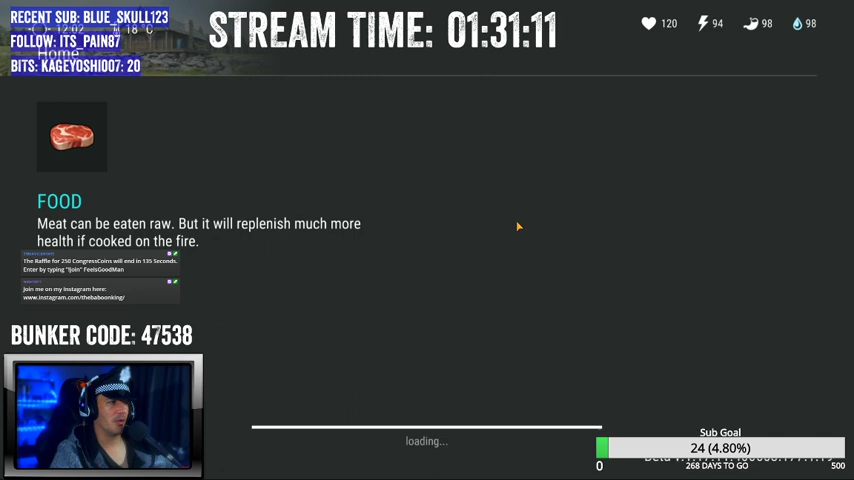 RECENT SUB: BLUE_SKULL123
FOLLOW: ITS_PAIN87
Home
BITS: KAGEYOSHI007: 20
STREAM TIME: 01:31:11
120
94
98
98
FOOD
Meat can be eaten raw. But it will replenish much more
health if cooked on the fire.
The Raffle for 250 CongressCoins will end in 135 Seconds.
Enter by typing "!join" FeelsGoodMan
Join me on my Instagram here:
www.instagram.com/thebaboonking/
BUNKER CODE: 47538
loading...
Sub Goal
24 (4.80%)
0
268 DAYS TO GO
500